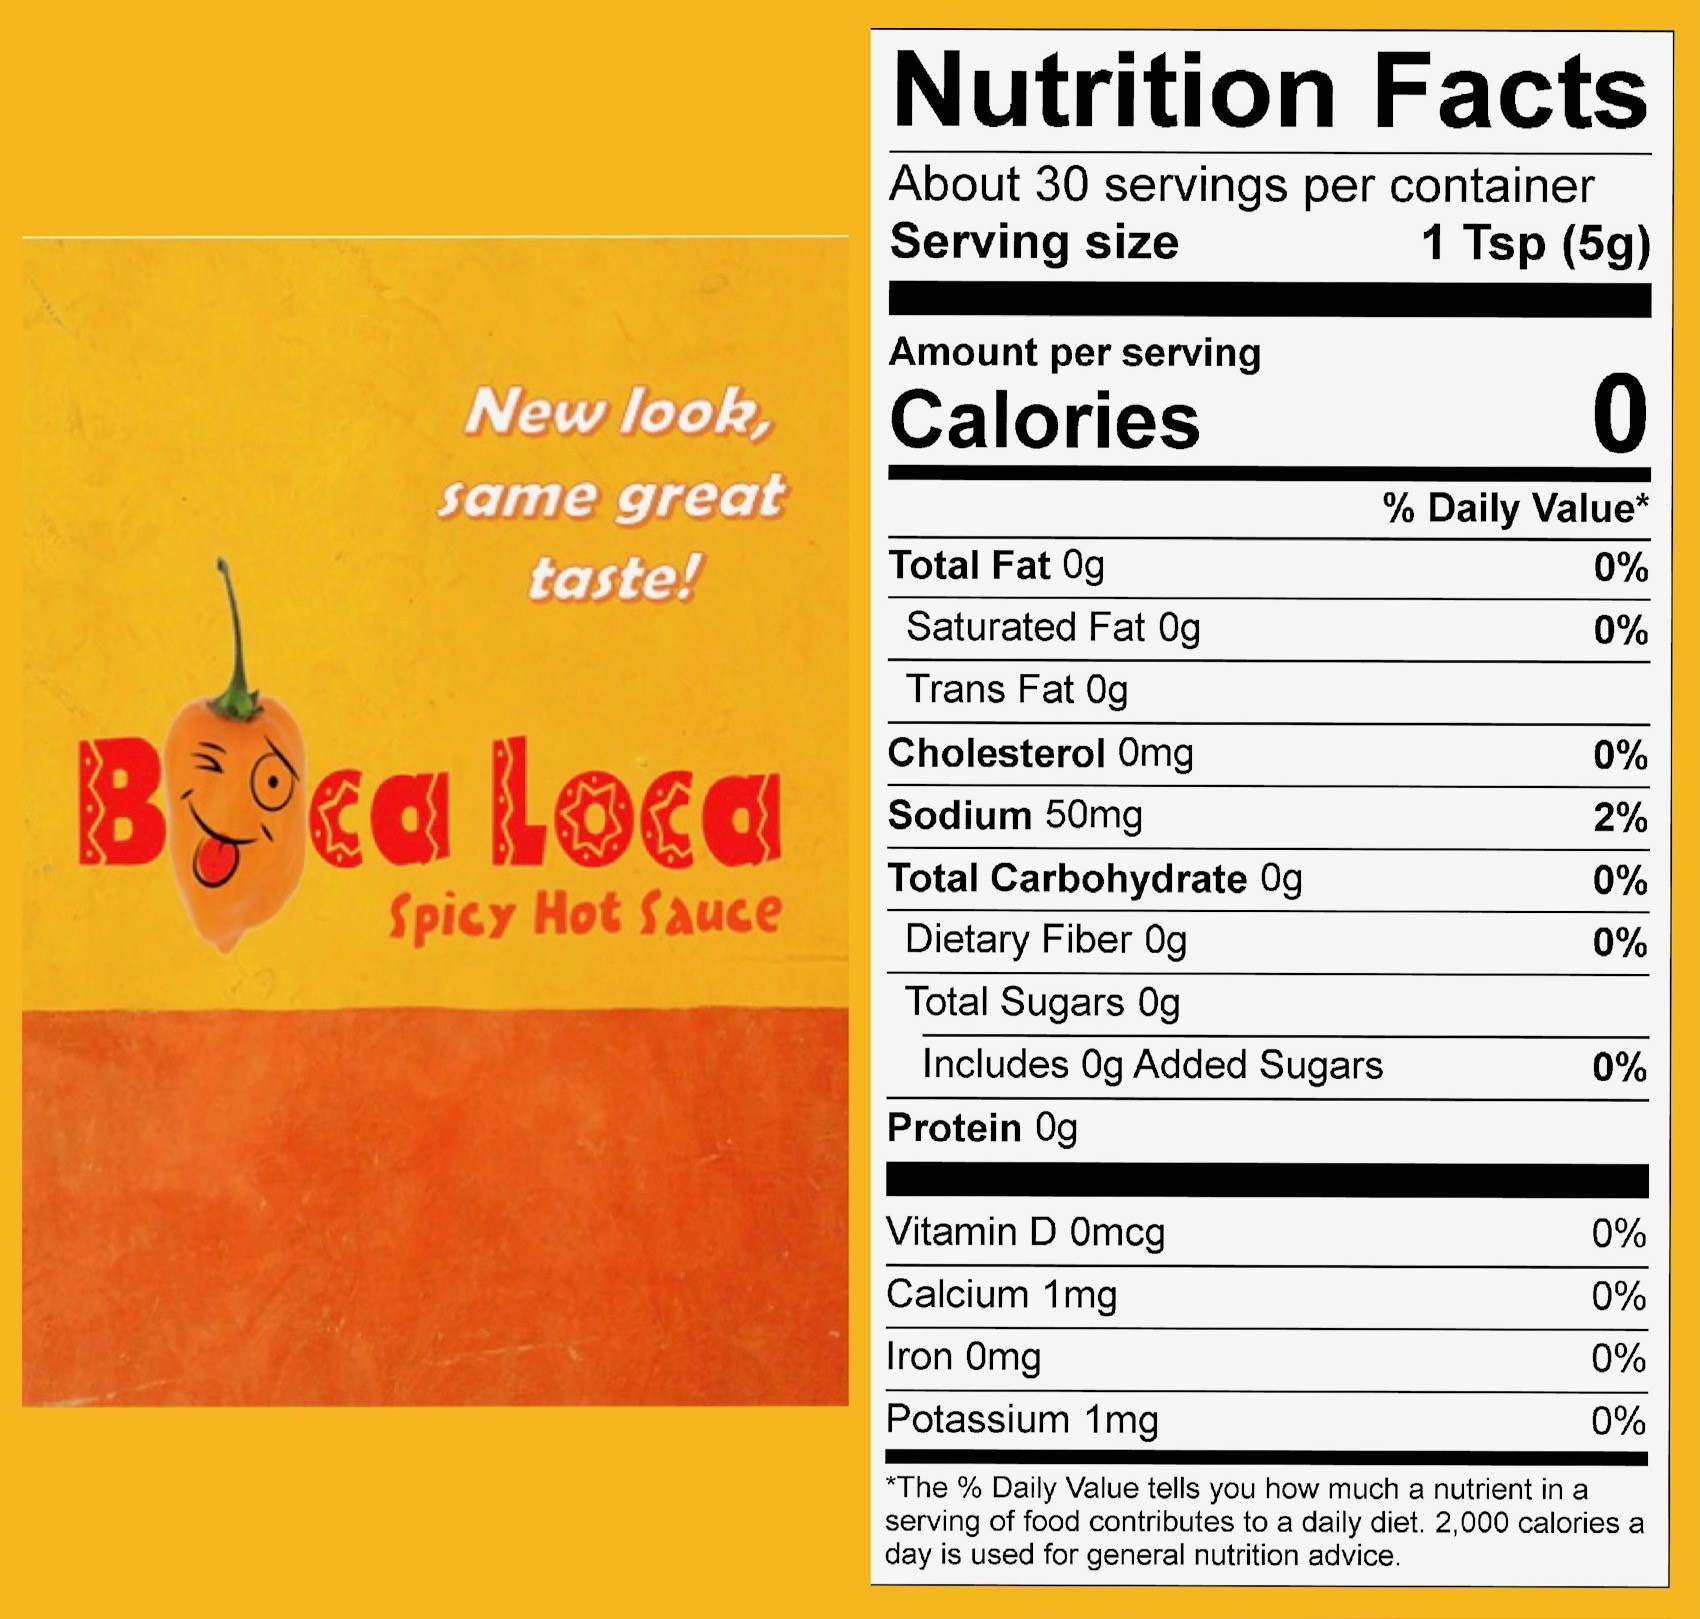 New look,
same great
taste!
Boca Loca
Spicy Hot Sauce
Nutrition Facts
About 30 servings per container
Serving size 1 Tsp (5g)
Amount per serving
Calories 0
% Daily Value*
Total Fat 0g 0%
Saturated Fat 0g 0%
Trans Fat 0g
Cholesterol 0mg 0%
Sodium 50mg 2%
Total Carbohydrate 0g 0%
Dietary Fiber 0g 0%
Total Sugars 0g
Includes 0g Added Sugars 0%
Protein 0g
Vitamin D 0mcg 0%
Calcium 1mg 0%
Iron 0mg 0%
Potassium 1mg 0%
*The % Daily Value tells you how much a nutrient in a
serving of food contributes to a daily diet. 2,000 calories a
day is used for general nutrition advice.